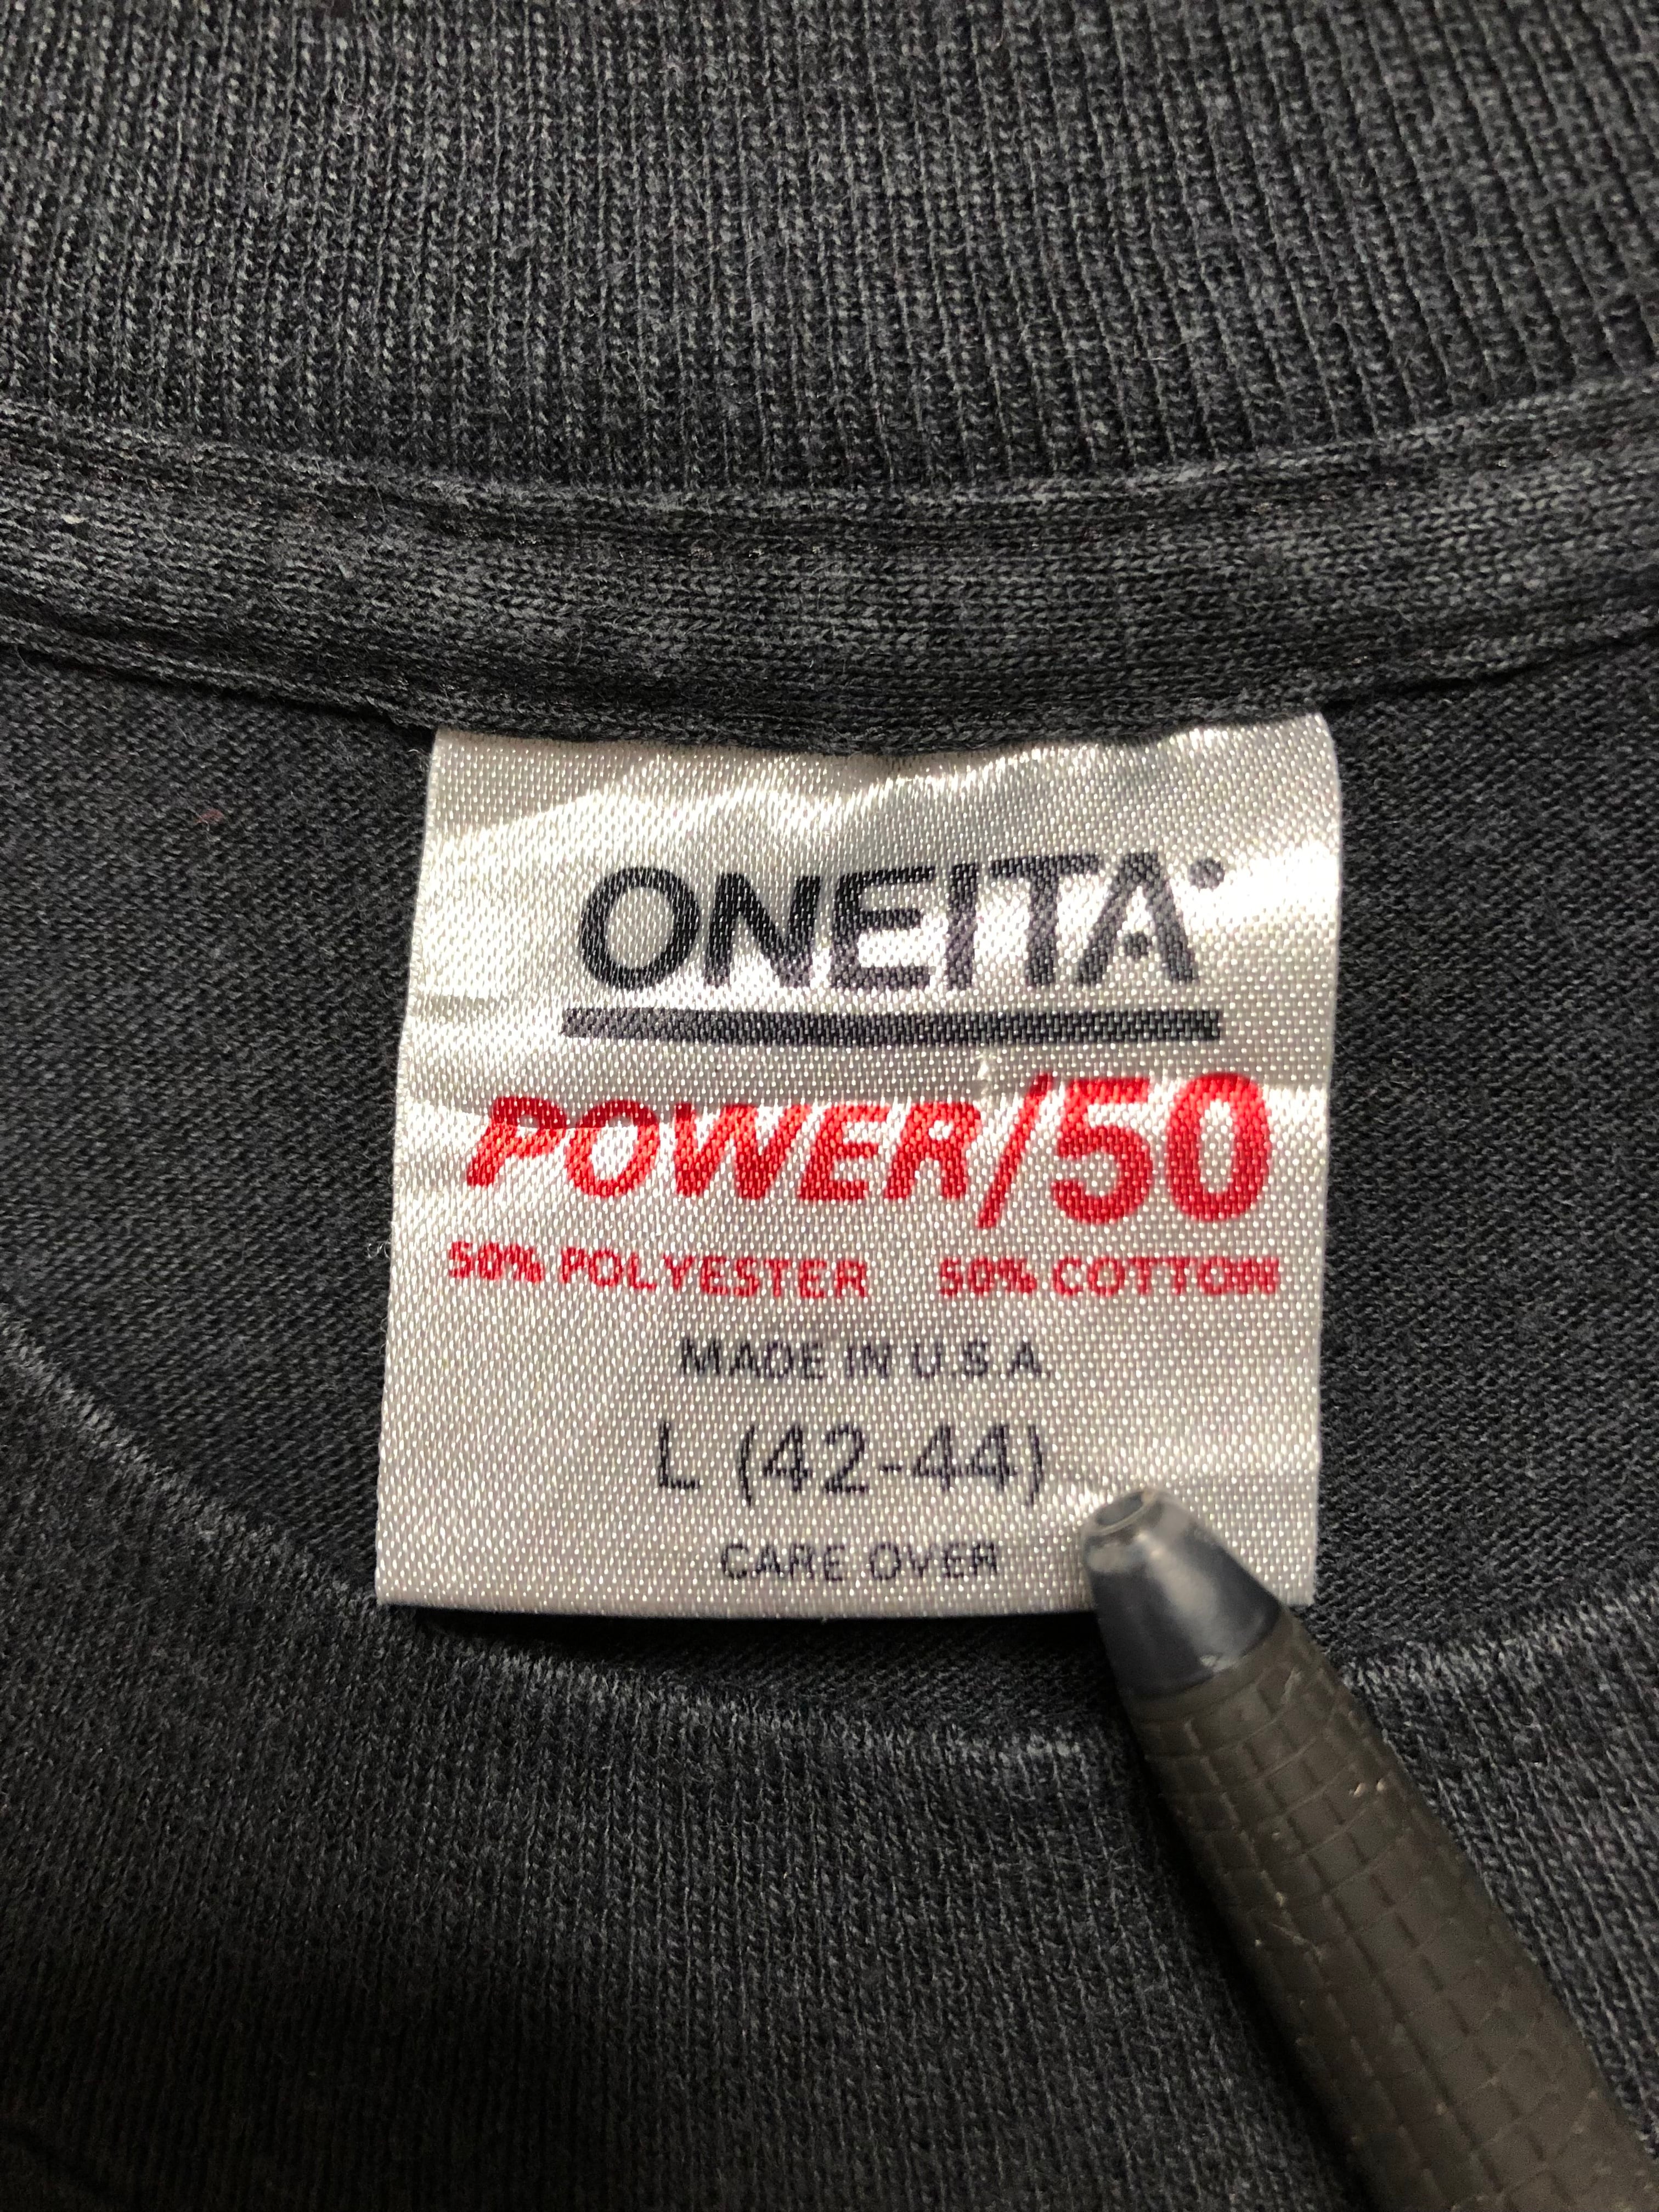 ONEITA
POWER/50
50% POLYESTER 50% COTTON
MADE IN U.S.A
L (42-44)
CARE OVER